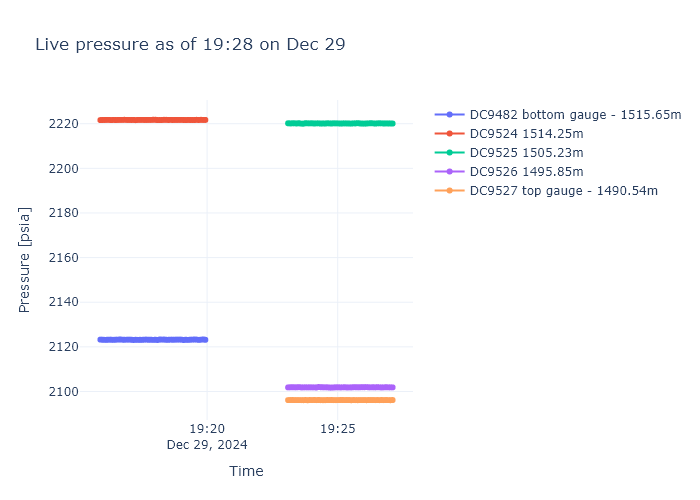 Live pressure as of 19:28 on Dec 29
DC9482 bottom gauge - 1515.65m
DC9524 1514.25m
DC9525 1505.23m
DC9526 1495.85m
DC9527 top gauge - 1490.54m
Pressure [psia]
2220
2200
2180
2160
2140
2120
2100
19:20
Dec 29, 2024
19:25
Time